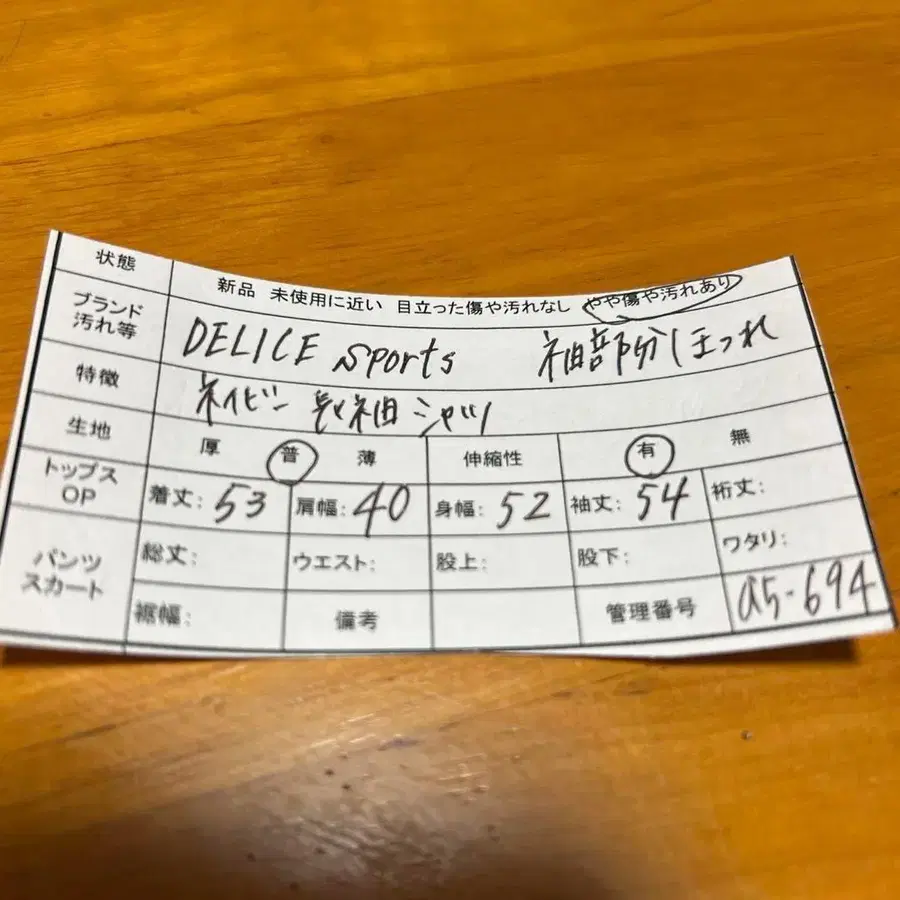 状態 新品 未使用に近い 目立った傷や汚れなし やや傷や汚れあり
ブランド
汚れ等 DELICE sports 袖部分ほつれ
特徴 ネイビー 長袖シャツ
生地 厚 普 薄 伸縮性 有 無
トップス
OP 着丈: 53 肩幅: 40 身幅: 52 袖丈: 54 裄丈:
パンツ
スカート 総丈: ウエスト: 股上: 股下: ワタリ:
裾幅: 備考 管理番号 a5-694